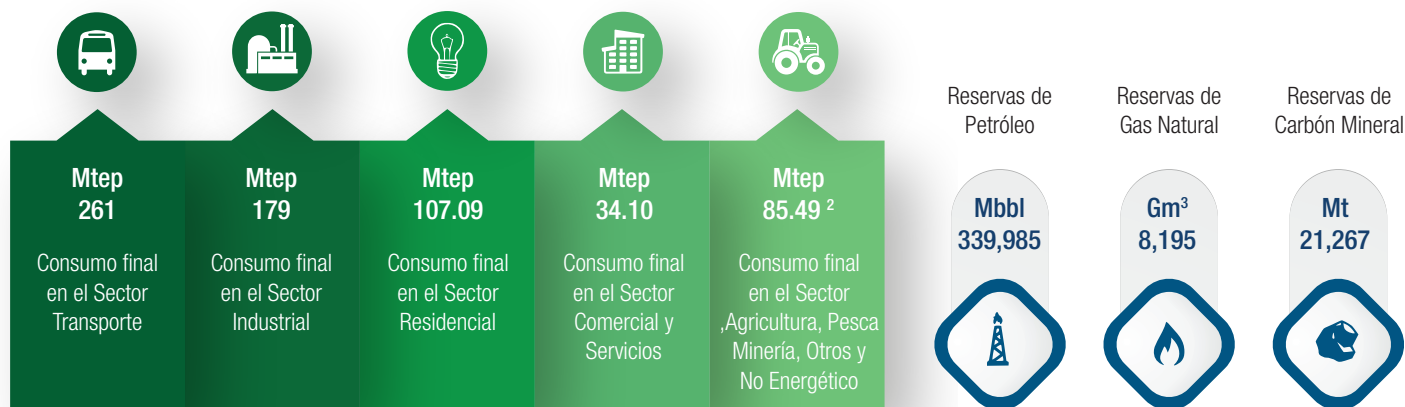 Mtep
261
Consumo final
en el Sector
Transporte
Mtep
179
Consumo final
en el Sector
Industrial
Mtep
107.09
Consumo final
en el Sector
Residencial
Mtep
34.10
Consumo final
en el Sector
Comercial y
Servicios
Mtep
85.49 ²
Consumo final
en el Sector
,Agricultura, Pesca
Minería, Otros y
No Energético
Reservas de
Petróleo
Mbbl
339,985
Reservas de
Gas Natural
Gm³
8,195
Reservas de
Carbón Mineral
Mt
21,267